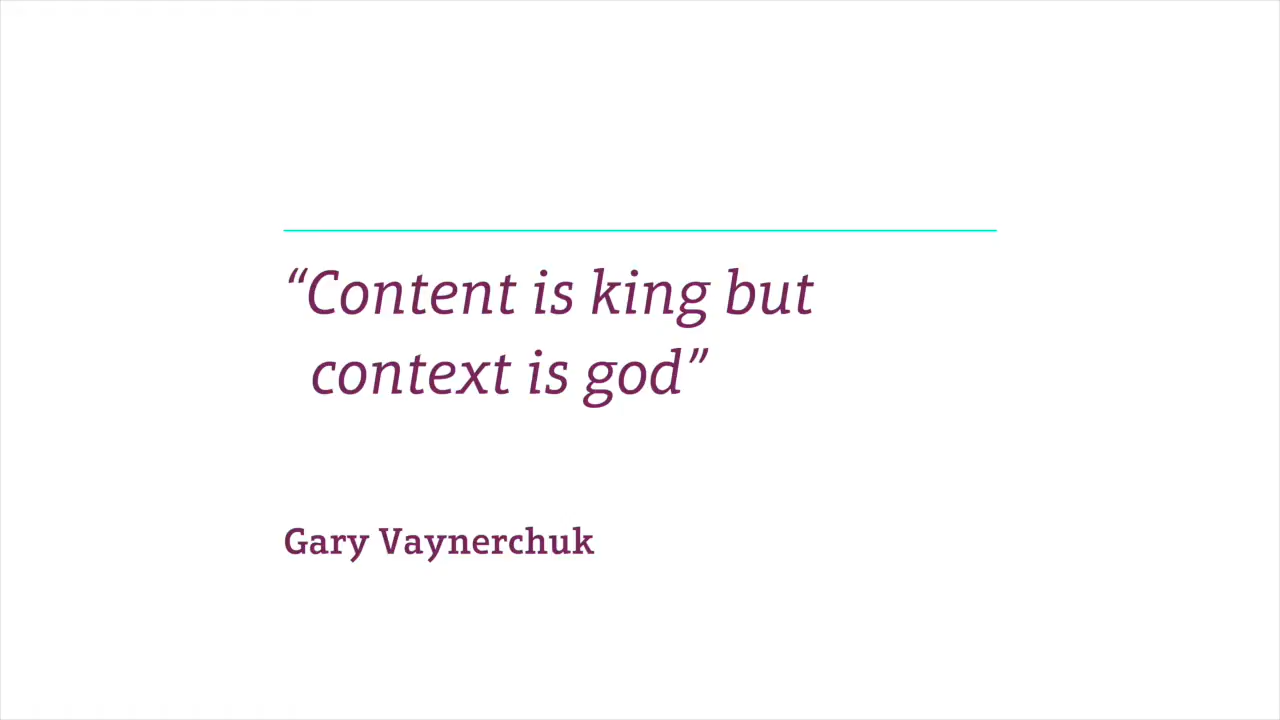 “Content is king but
context is god”
Gary Vaynerchuk